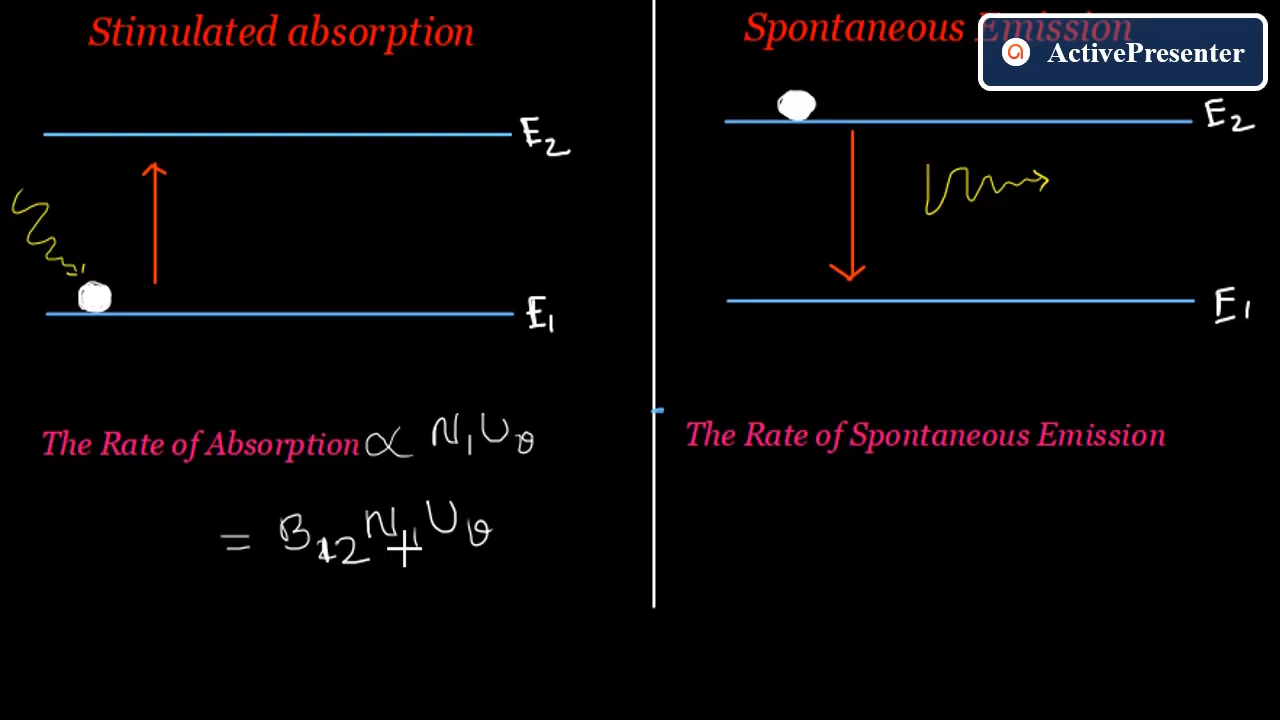 Stimulated absorption
Spontaneous Emission
ActivePresenter
E₂
E₁
E₂
E₁
The Rate of Absorption ∝ N₁Uϑ
= B₁₂N₁Uϑ
The Rate of Spontaneous Emission